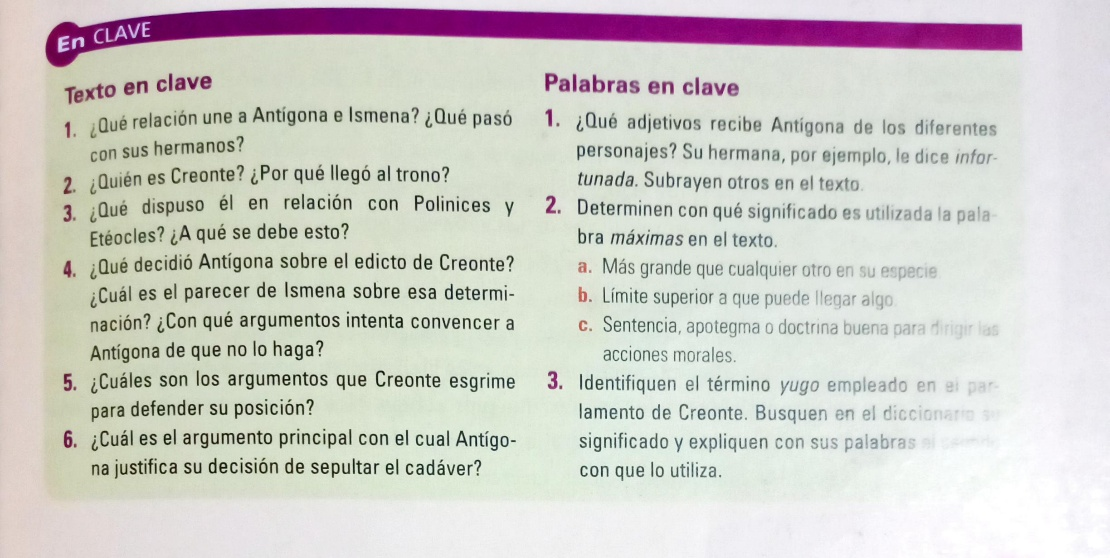 En CLAVE
Texto en clave
1. ¿Qué relación une a Antígona e Ismena? ¿Qué pasó
con sus hermanos?
2. ¿Quién es Creonte? ¿Por qué llegó al trono?
3. ¿Qué dispuso él en relación con Polinices y
Etéocles? ¿A qué se debe esto?
4. ¿Qué decidió Antígona sobre el edicto de Creonte?
¿Cuál es el parecer de Ismena sobre esa determi-
nación? ¿Con qué argumentos intenta convencer a
Antígona de que no lo haga?
5. ¿Cuáles son los argumentos que Creonte esgrime
para defender su posición?
6. ¿Cuál es el argumento principal con el cual Antígo-
na justifica su decisión de sepultar el cadáver?
Palabras en clave
1. ¿Qué adjetivos recibe Antígona de los diferentes
personajes? Su hermana, por ejemplo, le dice infor-
tunada. Subrayen otros en el texto.
2. Determinen con qué significado es utilizada la pala-
bra máximas en el texto.
a. Más grande que cualquier otro en su especie
b. Límite superior a que puede llegar algo.
c. Sentencia, apotegma o doctrina buena para dirigir las
acciones morales.
3. Identifiquen el término yugo empleado en el par-
lamento de Creonte. Busquen en el diccionario su
significado y expliquen con sus palabras el
con que lo utiliza.